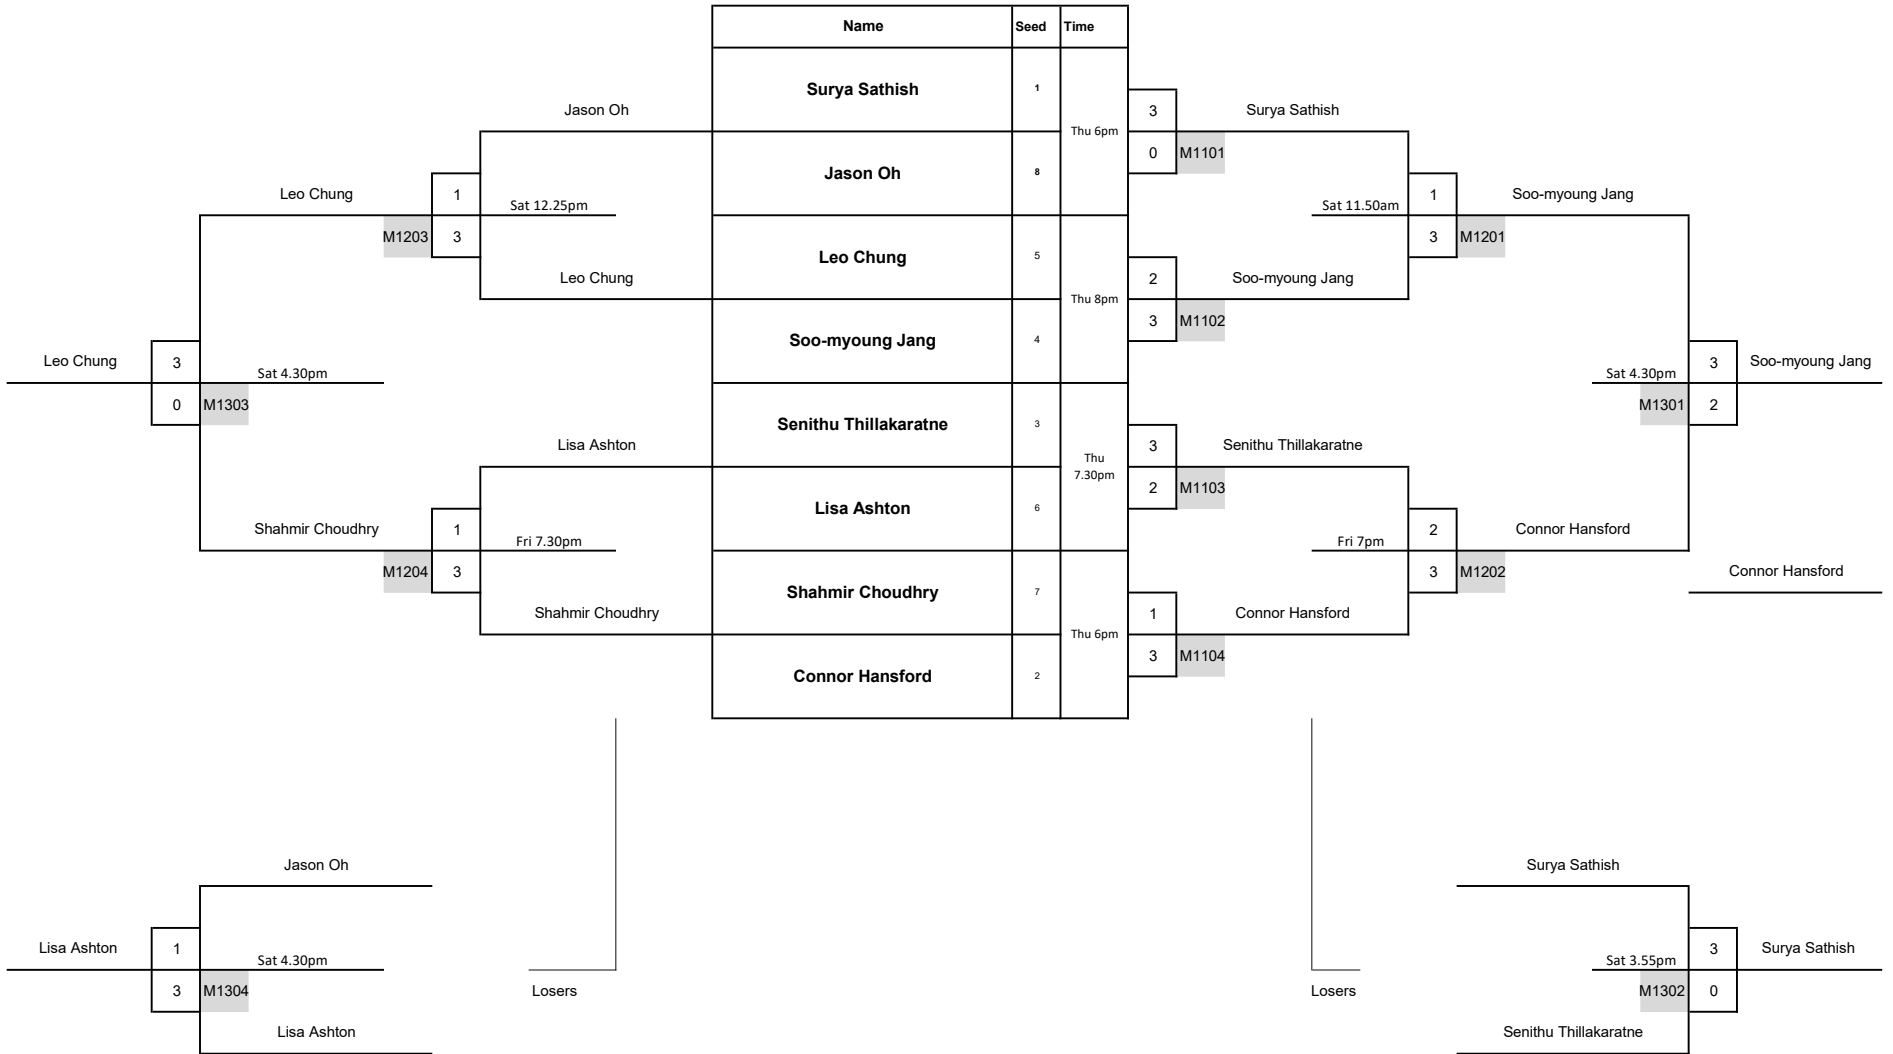 Name Seed Time
Surya Sathish 1
Jason Oh 3 Surya Sathish
Thu 6pm
0 M1101
Jason Oh 8
Leo Chung 1 1 Soo-myoung Jang
Sat 12.25pm Sat 11.50am
M1203 3 3 M1201
Leo Chung 5
Leo Chung 2 Soo-myoung Jang
Thu 8pm
3 M1102
Soo-myoung Jang 4
Leo Chung 3 3 Soo-myoung Jang
Sat 4.30pm Sat 4.30pm
0 M1303 M1301 2
Senithu Thillakaratne 3
Lisa Ashton 3 Senithu Thillakaratne
Thu
7.30pm
2 M1103
Lisa Ashton 6
Shahmir Choudhry 1 2 Connor Hansford
Fri 7.30pm Fri 7pm
M1204 3 3 M1202
Connor Hansford
Shahmir Choudhry 7
Shahmir Choudhry 1 Connor Hansford
Thu 6pm
3 M1104
Connor Hansford 2
Jason Oh Surya Sathish
Lisa Ashton 1 3 Surya Sathish
Sat 4.30pm Sat 3.55pm
3 M1304 Losers Losers M1302 0
Lisa Ashton Senithu Thillakaratne